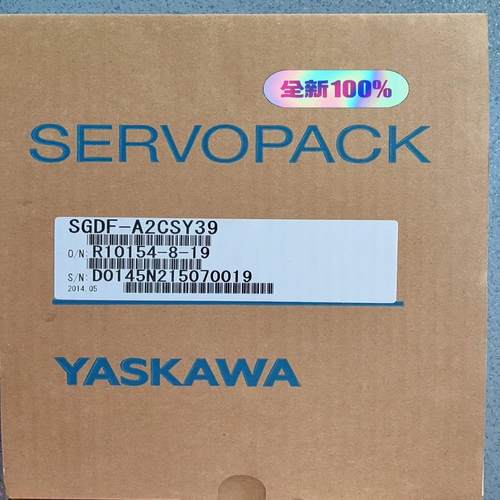 全新100%
SERVOPACK
SGDF-A2CSY39
O/N: R10154-8-19
S/N: D0145N215070019
2014.05
YASKAWA